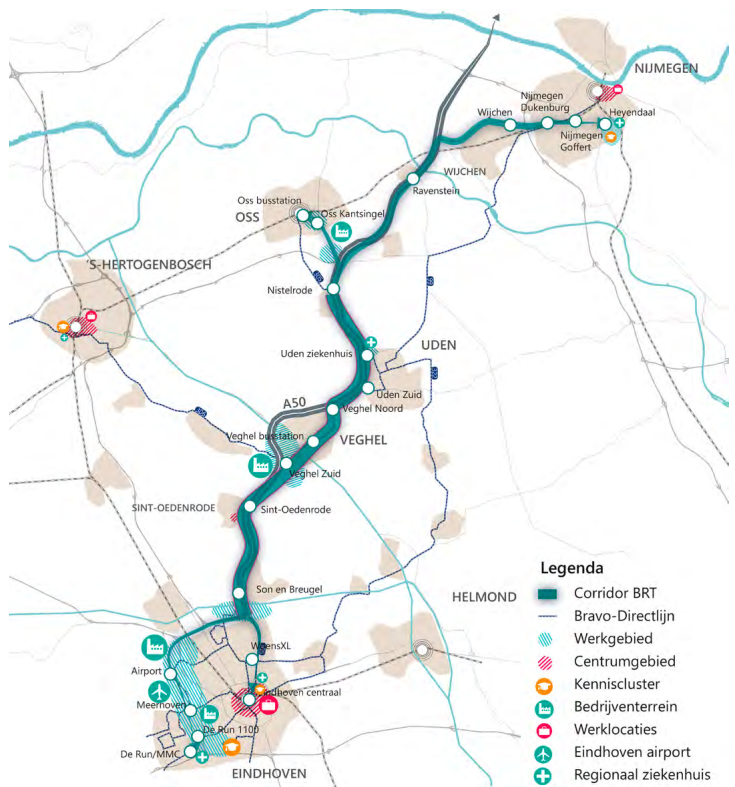 NIJMEGEN
Nijmegen
Dukenburg
Heyendaal
Wijchen
Nijmegen
Goffert
WIJCHEN
Ravenstein
Oss busstation
Oss Kantsingel
OSS
'S-HERTOGENBOSCH
Nistelrode
UDEN
Uden ziekenhuis
Uden Zuid
A50
Veghel Noord
Veghel busstation
VEGHEL
Veghel Zuid
SINT-OEDENRODE
Sint-Oedenrode
Son en Breugel
HELMOND
WoensXL
Airport
Eindhoven centraal
Meerhoven
De Run 1100
De Run/MMC
EINDHOVEN
Legenda
Corridor BRT
Bravo-Directlijn
Werkgebied
Centrumgebied
Kenniscluster
Bedrijventerrein
Werklocaties
Eindhoven airport
Regionaal ziekenhuis